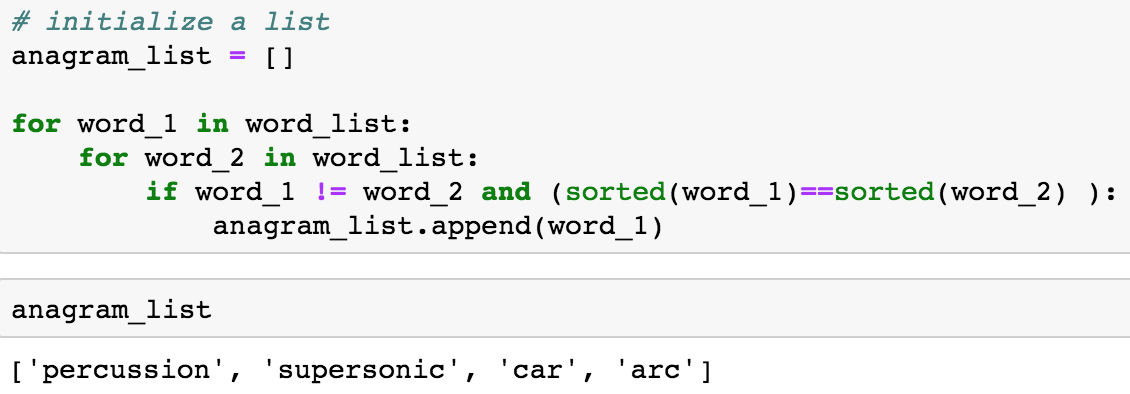 # initialize a list
anagram_list = []
for word_1 in word_list:
    for word_2 in word_list:
        if word_1 != word_2 and (sorted(word_1)==sorted(word_2) ):
            anagram_list.append(word_1)
anagram_list
['percussion', 'supersonic', 'car', 'arc']